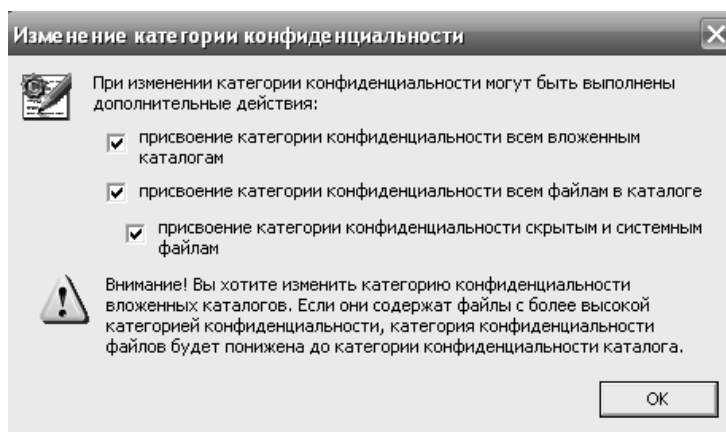 Изменение категории конфиденциальности
При изменении категории конфиденциальности могут быть выполнены
дополнительные действия:
присвоение категории конфиденциальности всем вложенным
каталогам
присвоение категории конфиденциальности всем файлам в каталоге
присвоение категории конфиденциальности скрытым и системным
файлам
Внимание! Вы хотите изменить категорию конфиденциальности
вложенных каталогов. Если они содержат файлы с более высокой
категорией конфиденциальности, категория конфиденциальности
файлов будет понижена до категории конфиденциальности каталога.
ОК